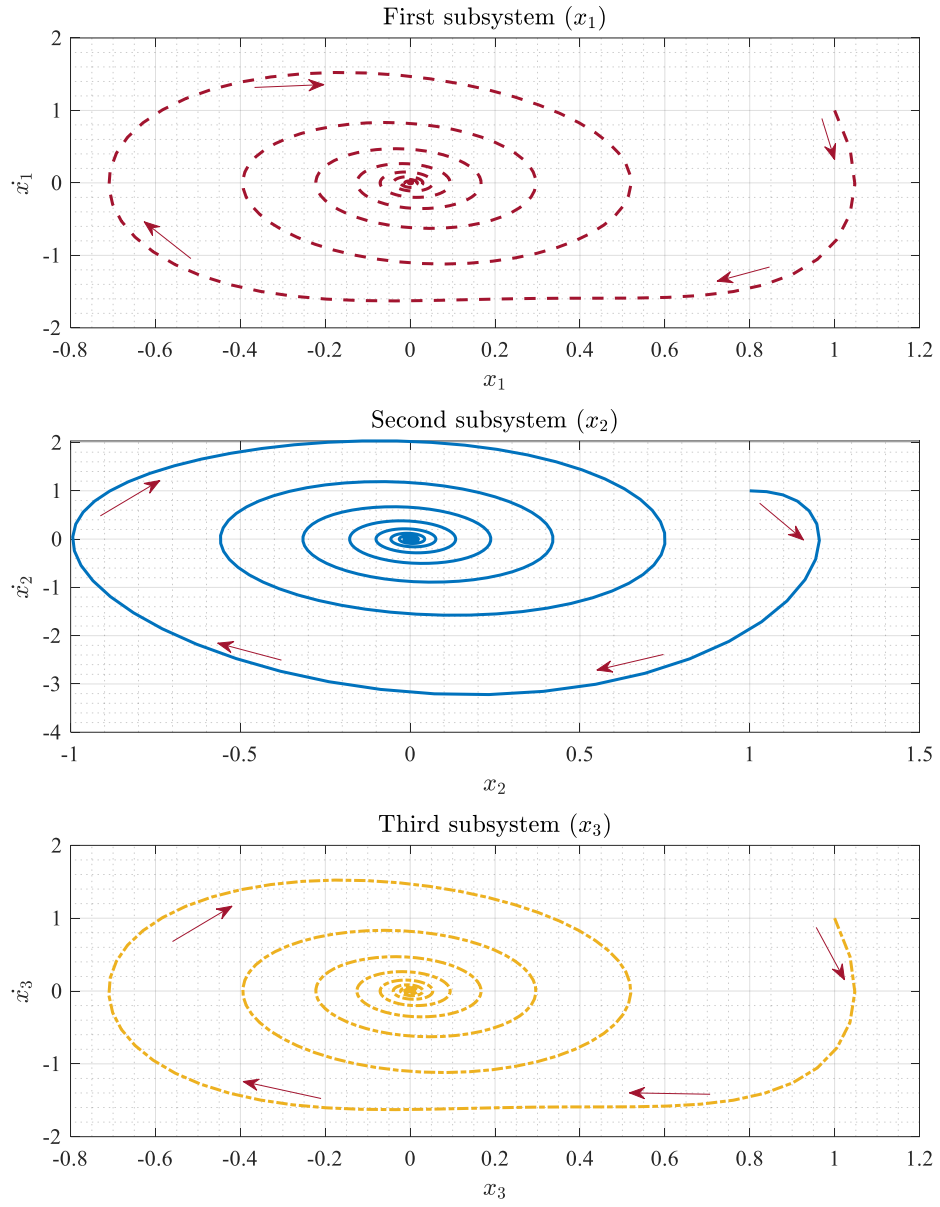 First subsystem (x₁)
2
1
0
-1
-2
ẋ₁
-0.8 -0.6 -0.4 -0.2 0 0.2 0.4 0.6 0.8 1 1.2
x₁
Second subsystem (x₂)
2
1
0
-1
-2
-3
-4
ẋ₂
-1 -0.5 0 0.5 1 1.5
x₂
Third subsystem (x₃)
2
1
0
-1
-2
ẋ₃
-0.8 -0.6 -0.4 -0.2 0 0.2 0.4 0.6 0.8 1 1.2
x₃